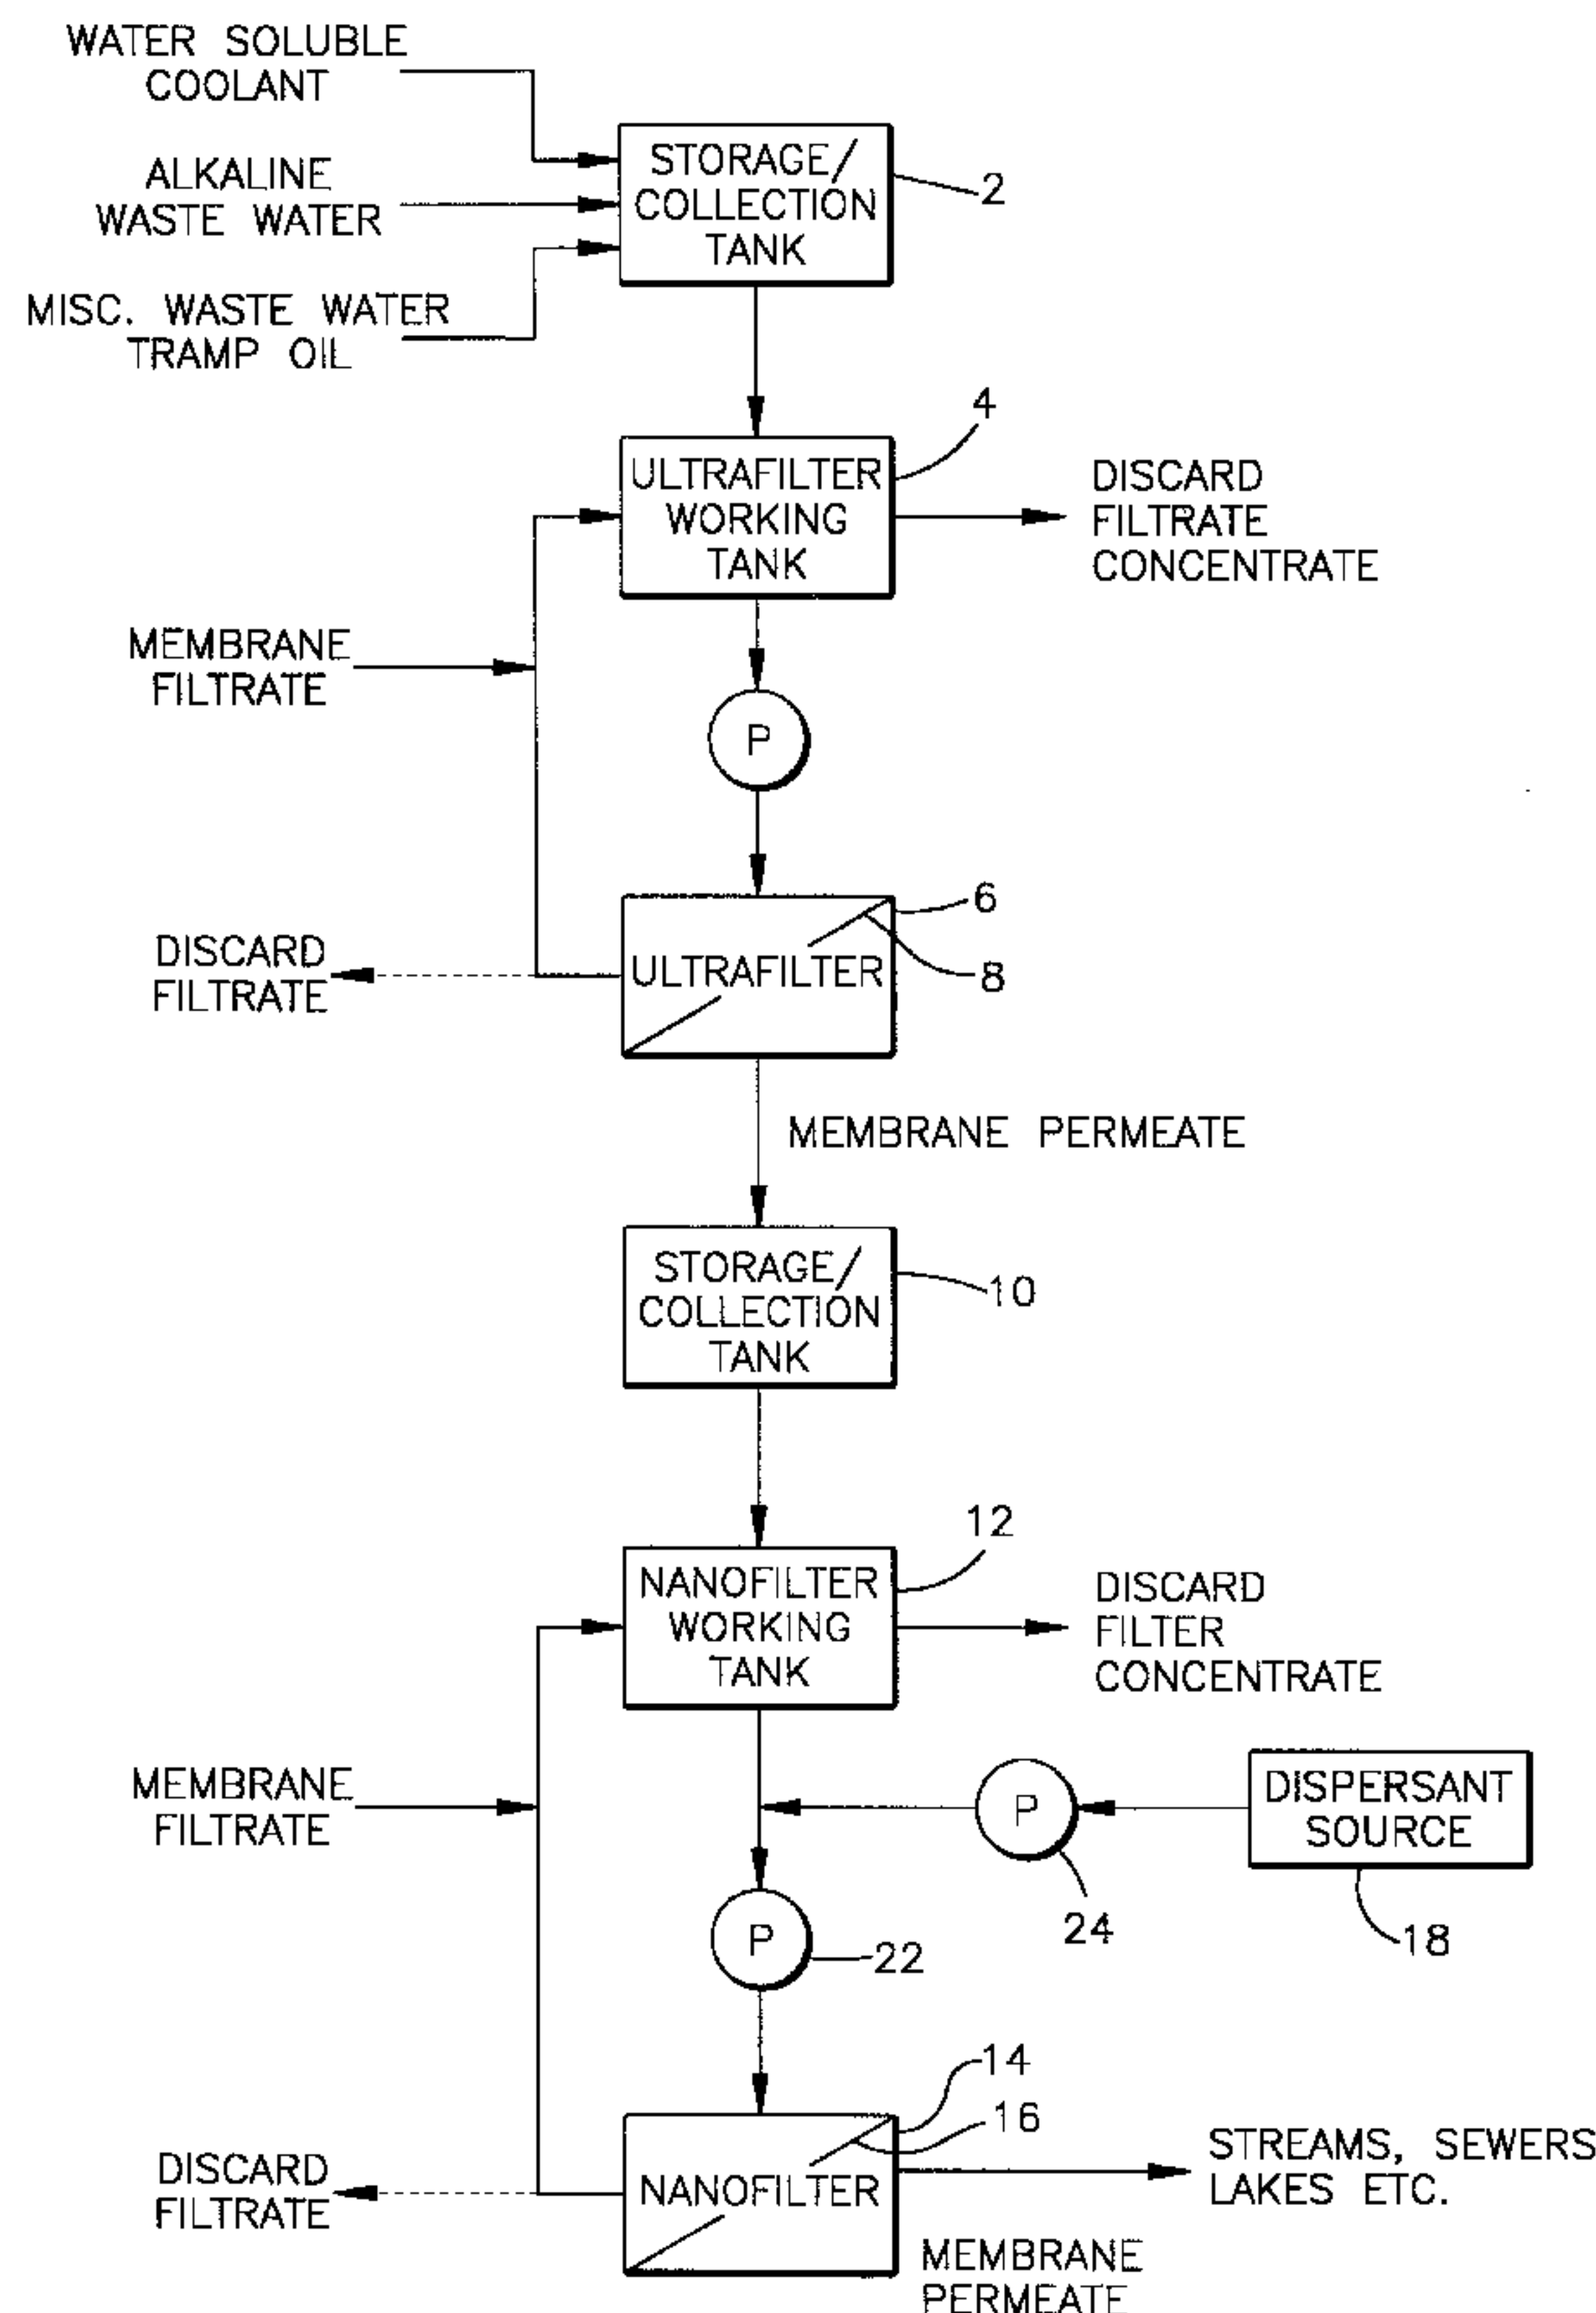 WATER SOLUBLE
COOLANT
ALKALINE
WASTE WATER
MISC. WASTE WATER
TRAMP OIL
STORAGE/
COLLECTION
TANK
2
4
ULTRAFILTER
WORKING
TANK
DISCARD
FILTRATE
CONCENTRATE
MEMBRANE
FILTRATE
P
6
8
ULTRAFILTER
DISCARD
FILTRATE
MEMBRANE PERMEATE
STORAGE/
COLLECTION
TANK
10
12
NANOFILTER
WORKING
TANK
DISCARD
FILTER
CONCENTRATE
MEMBRANE
FILTRATE
P
DISPERSANT
SOURCE
24
18
P
22
14
16
NANOFILTER
DISCARD
FILTRATE
STREAMS, SEWERS
LAKES ETC.
MEMBRANE
PERMEATE